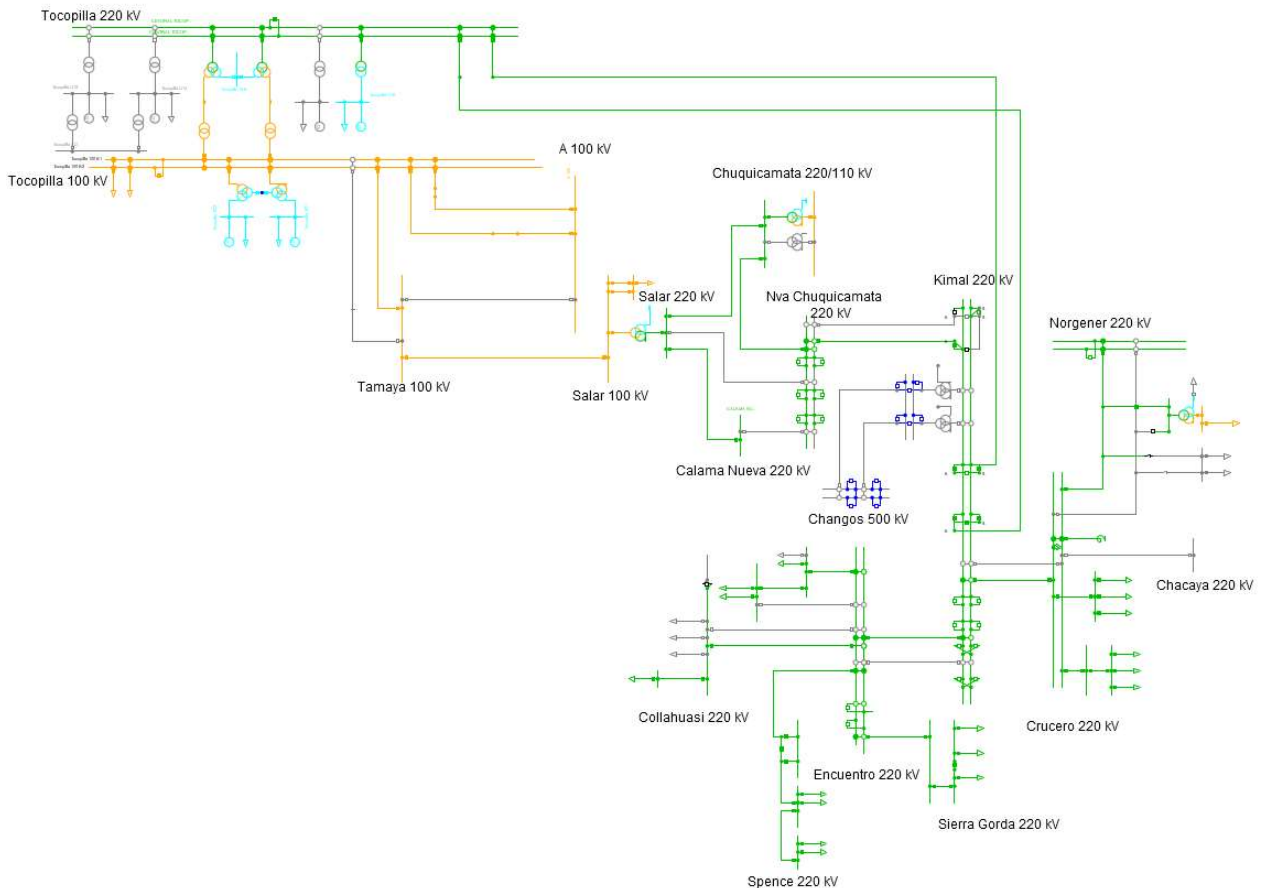 Tocopilla 220 kV
Tocopilla 100 kV
A 100 kV
Chuquicamata 220/110 kV
Salar 220 kV
Nva Chuquicamata
220 kV
Kimal 220 kV
Norgener 220 kV
Tamaya 100 kV
Salar 100 kV
Calama Nueva 220 kV
Changos 500 kV
Chacaya 220 kV
Collahuasi 220 kV
Crucero 220 kV
Encuentro 220 kV
Sierra Gorda 220 kV
Spence 220 kV